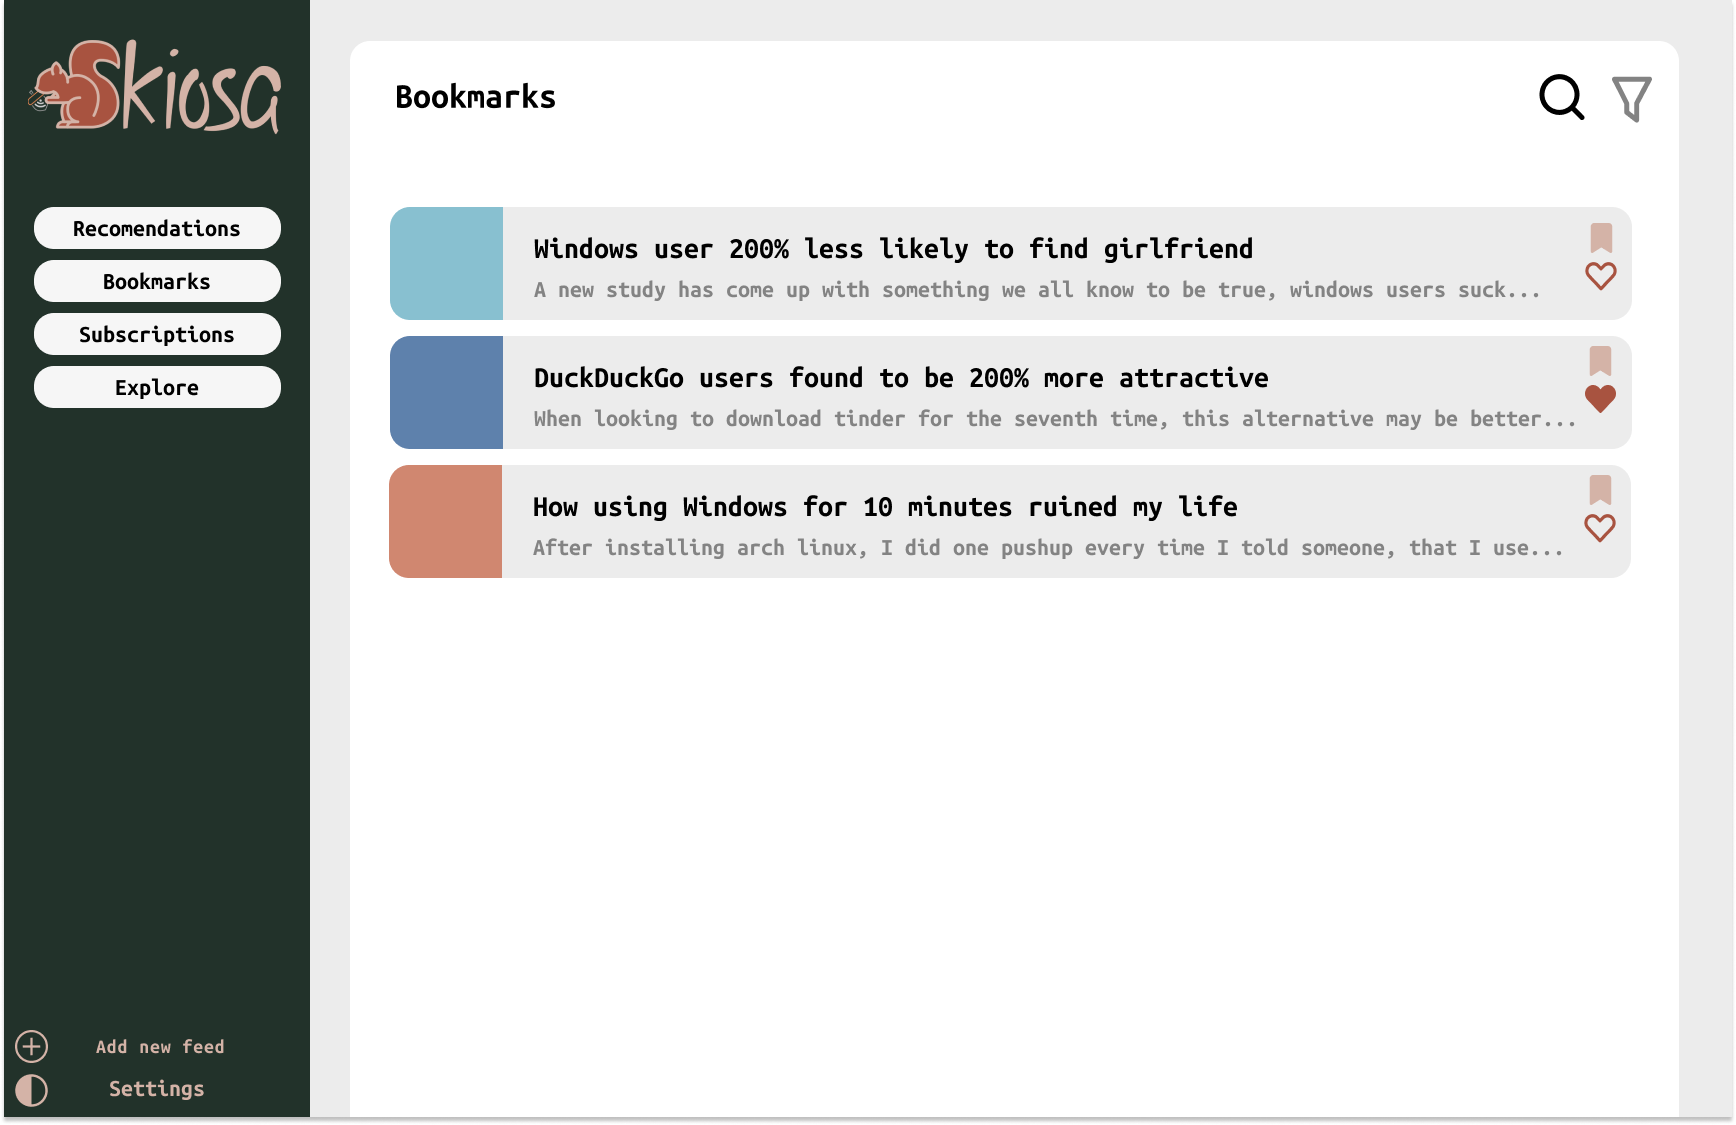 Skiosa
Recomendations
Bookmarks
Subscriptions
Explore
Add new feed
Settings
Bookmarks
Windows user 200% less likely to find girlfriend
A new study has come up with something we all know to be true, windows users suck...
DuckDuckGo users found to be 200% more attractive
When looking to download tinder for the seventh time, this alternative may be better...
How using Windows for 10 minutes ruined my life
After installing arch linux, I did one pushup every time I told someone, that I use...